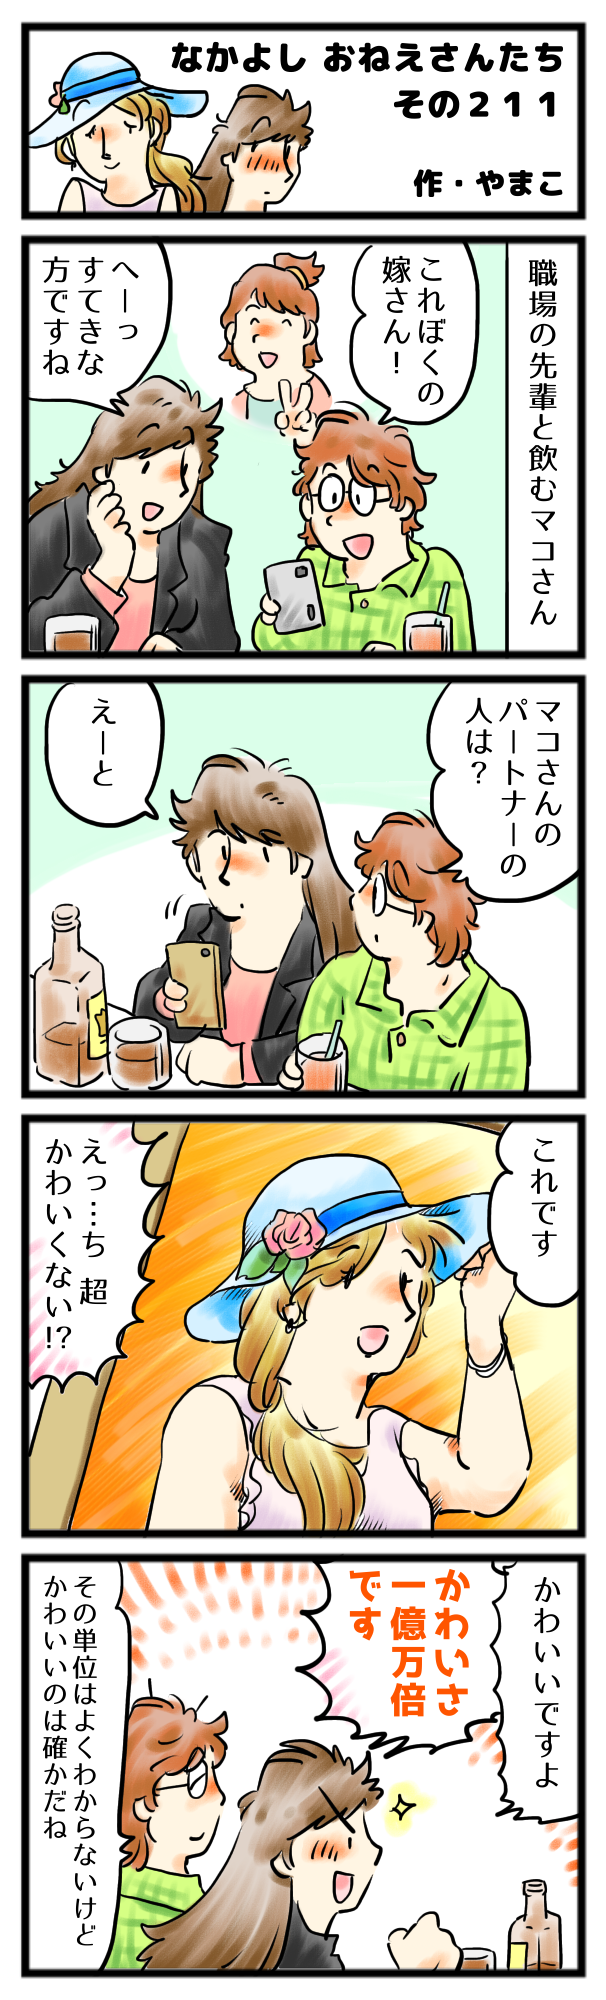 なかよし おねえさんたち
その２１１
作・やまこ
職場の先輩と飲むマコさん
これぼくの
嫁さん！
へーっ
すてきな
方ですね
マコさんの
パートナーの
人は？
えーと
これです
えっ…ち 超
かわいくない!?
かわいいですよ
かわいさ
一億万倍
です
その単位はよくわからないけど
かわいいのは確かだね